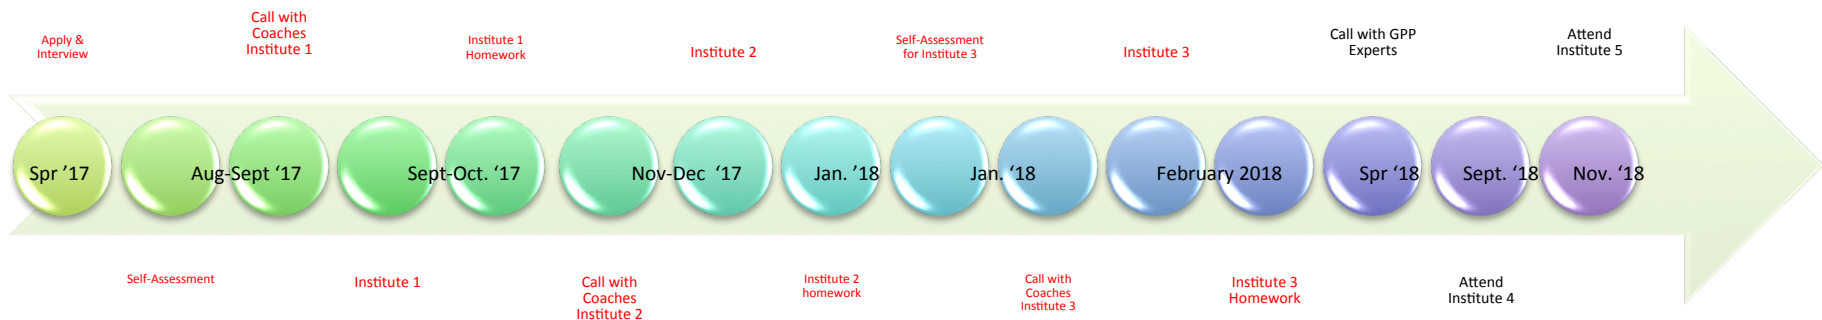 Apply &
Interview
Call with
Coaches
Institute 1
Institute 1
Homework
Institute 2
Self-Assessment
for Institute 3
Institute 3
Call with GPP
Experts
Attend
Institute 5
Spr ’17
Aug-Sept ‘17
Sept-Oct. ‘17
Nov-Dec ‘17
Jan. ‘18
Jan. ‘18
February 2018
Spr ‘18
Sept. ‘18
Nov. ‘18
Self-Assessment
Institute 1
Call with
Coaches
Institute 2
Institute 2
homework
Call with
Coaches
Institute 3
Institute 3
Homework
Attend
Institute 4